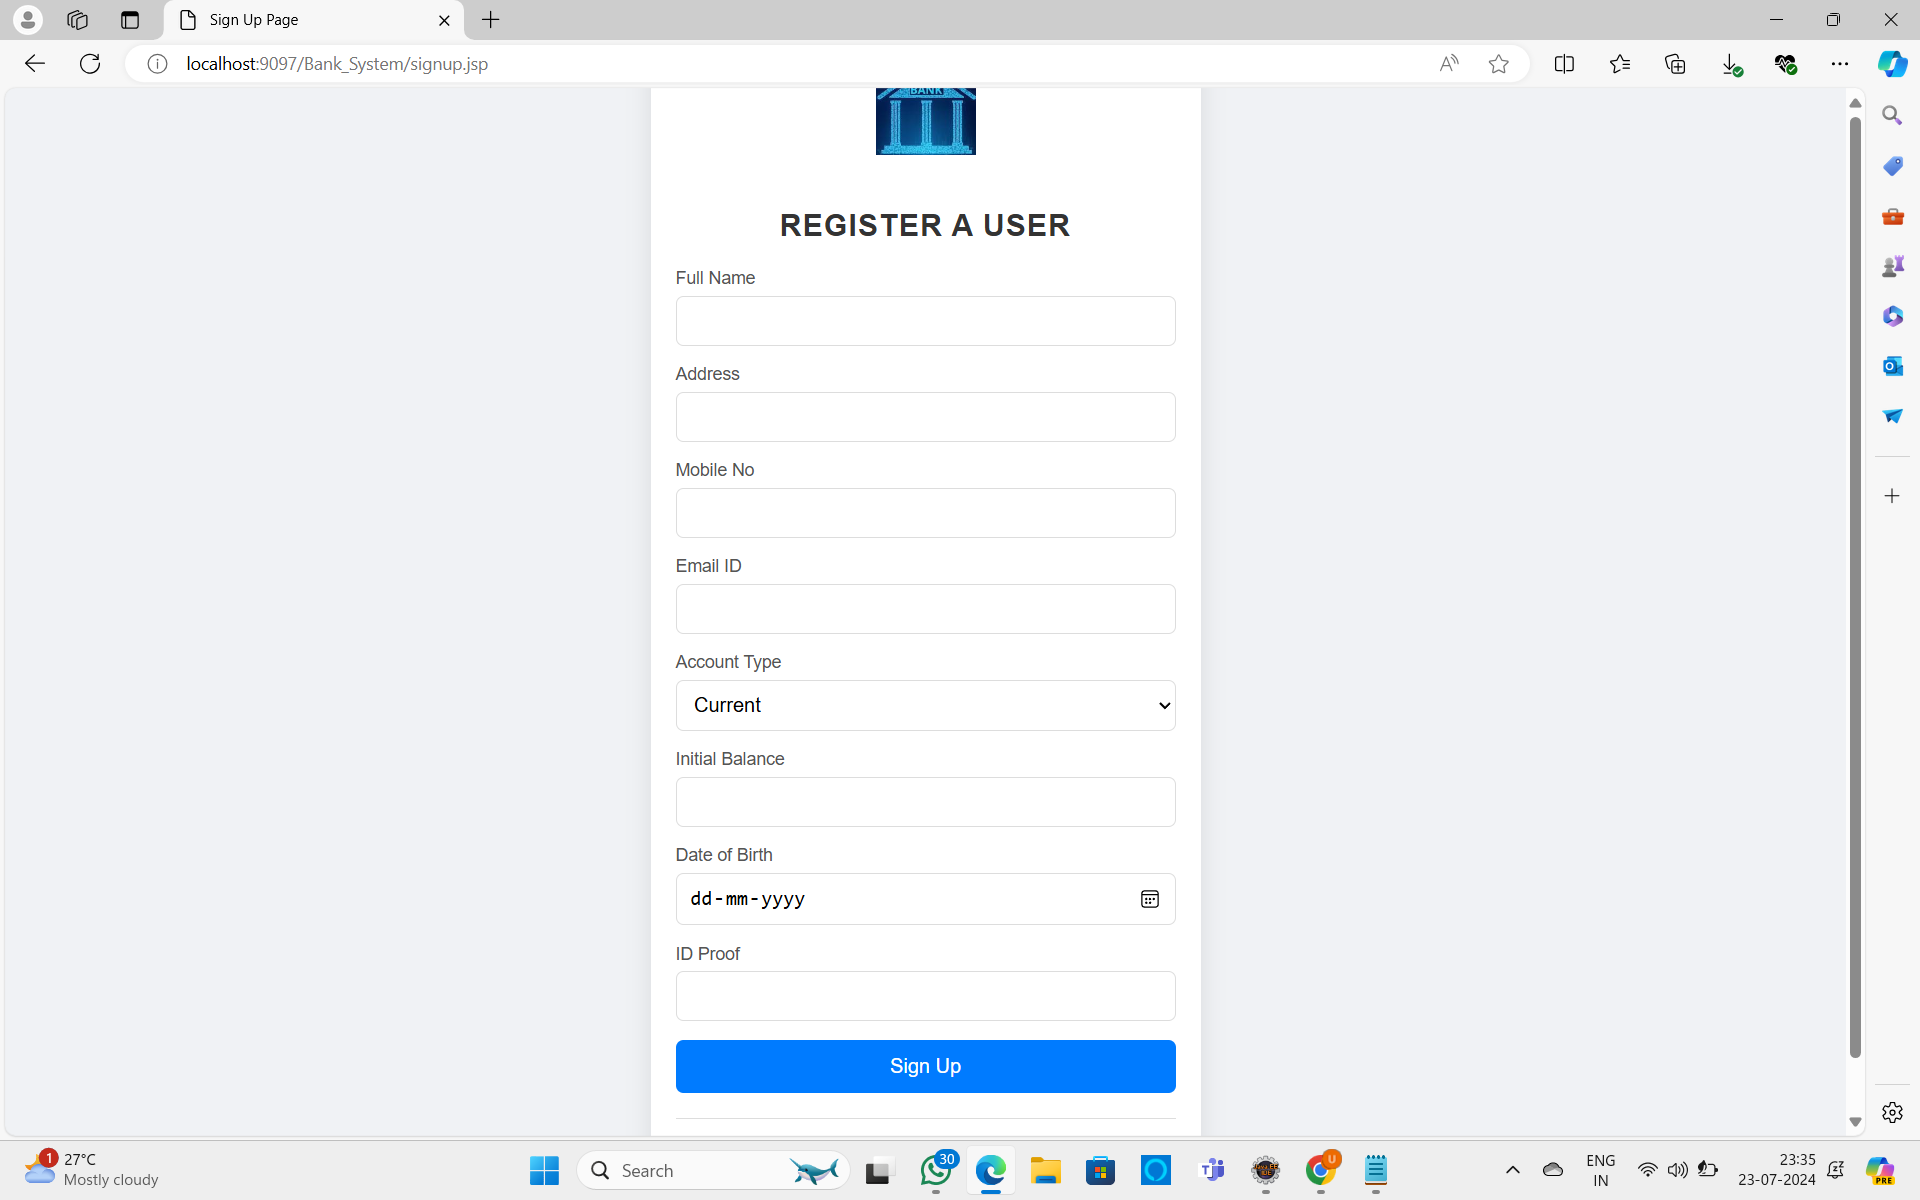 Sign Up Page
localhost:9097/Bank_System/signup.jsp
BANK
REGISTER A USER
Full Name
Address
Mobile No
Email ID
Account Type
Current
Initial Balance
Date of Birth
dd-mm-yyyy
ID Proof
Sign Up
1
27°C
Mostly cloudy
Search
30
U
ENG
IN
23:35
23-07-2024
PRE